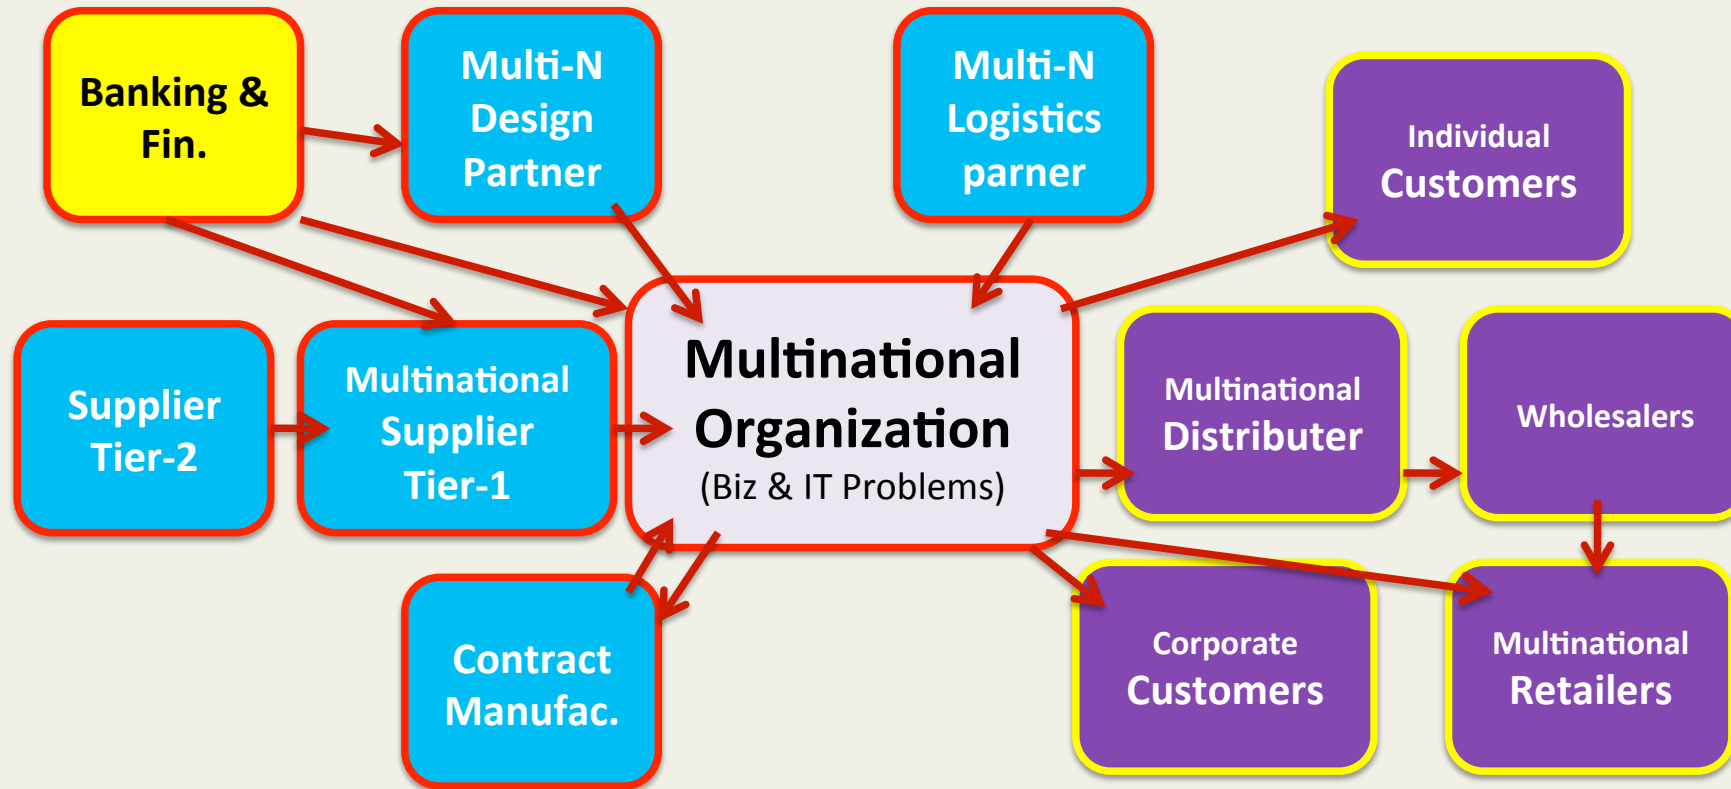 Banking &
Fin.
Multi-N
Design
Partner
Multi-N
Logistics
parner
Individual
Customers
Supplier
Tier-2
Multinational
Supplier
Tier-1
Multinational
Organization
(Biz & IT Problems)
Multinational
Distributer
Wholesalers
Contract
Manufac.
Corporate
Customers
Multinational
Retailers